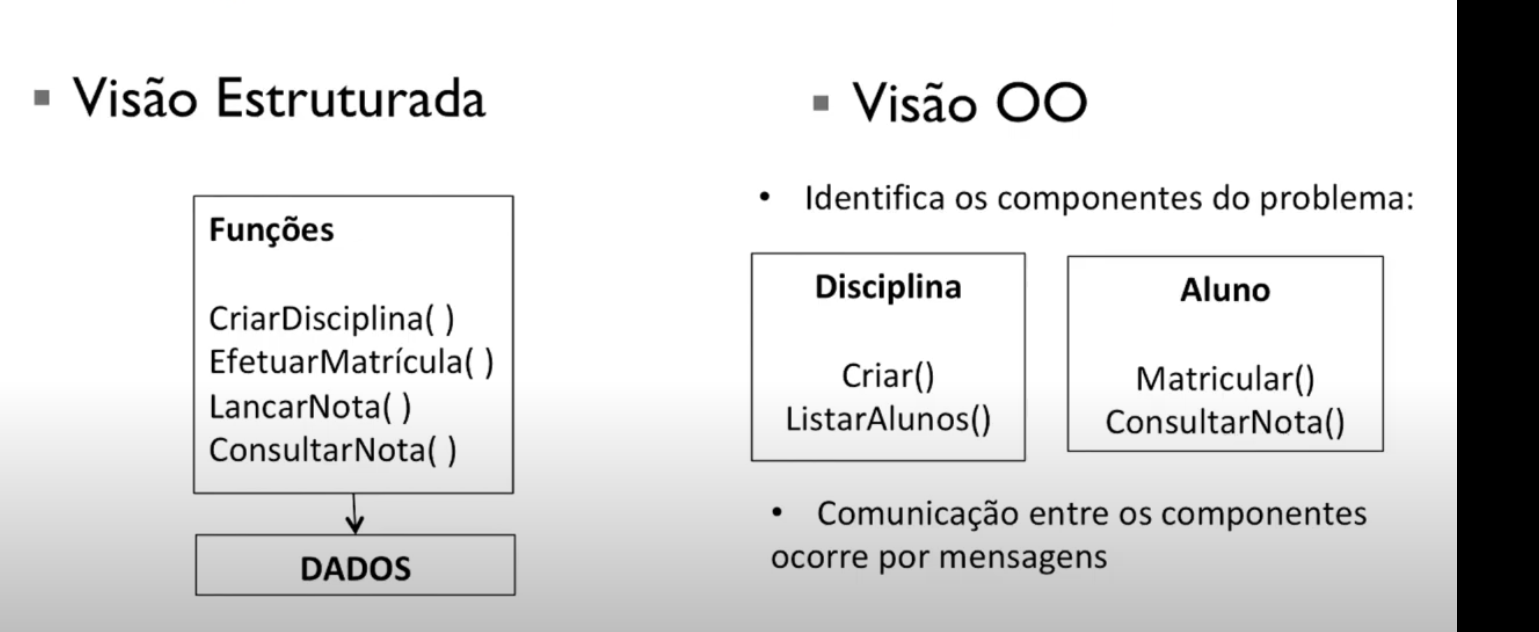 ▪ Visão Estruturada
Funções
CriarDisciplina( )
EfetuarMatrícula( )
LancarNota( )
ConsultarNota( )
DADOS
▪ Visão OO
• Identifica os componentes do problema:
Disciplina
Criar()
ListarAlunos()
Aluno
Matricular()
ConsultarNota()
• Comunicação entre os componentes
ocorre por mensagens